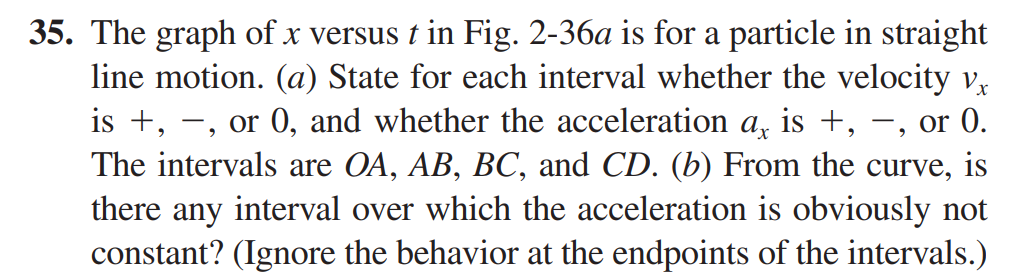 35. The graph of x versus t in Fig. 2-36a is for a particle in straight
line motion. (a) State for each interval whether the velocity vₓ
is +, −, or 0, and whether the acceleration aₓ is +, −, or 0.
The intervals are OA, AB, BC, and CD. (b) From the curve, is
there any interval over which the acceleration is obviously not
constant? (Ignore the behavior at the endpoints of the intervals.)